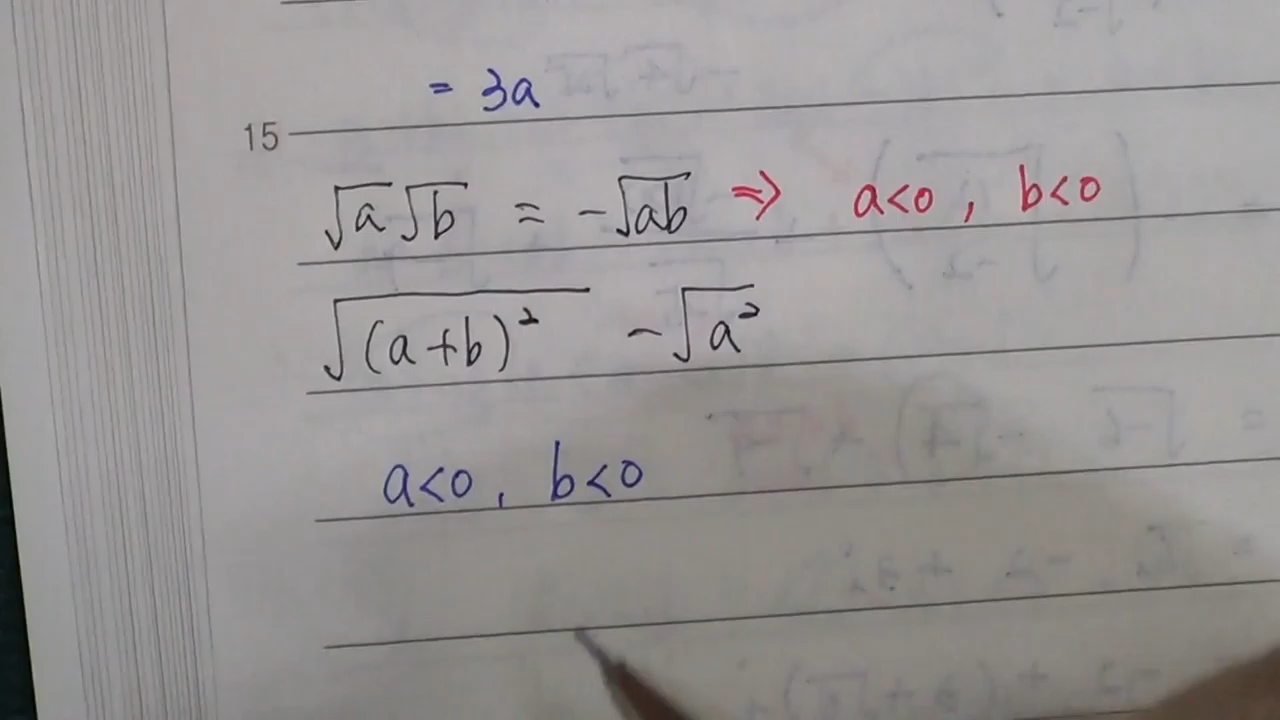 = 3a
15
√a √b = -√ab ⇒ a<0, b<0
√(a+b)² -√a²
a<0, b<0